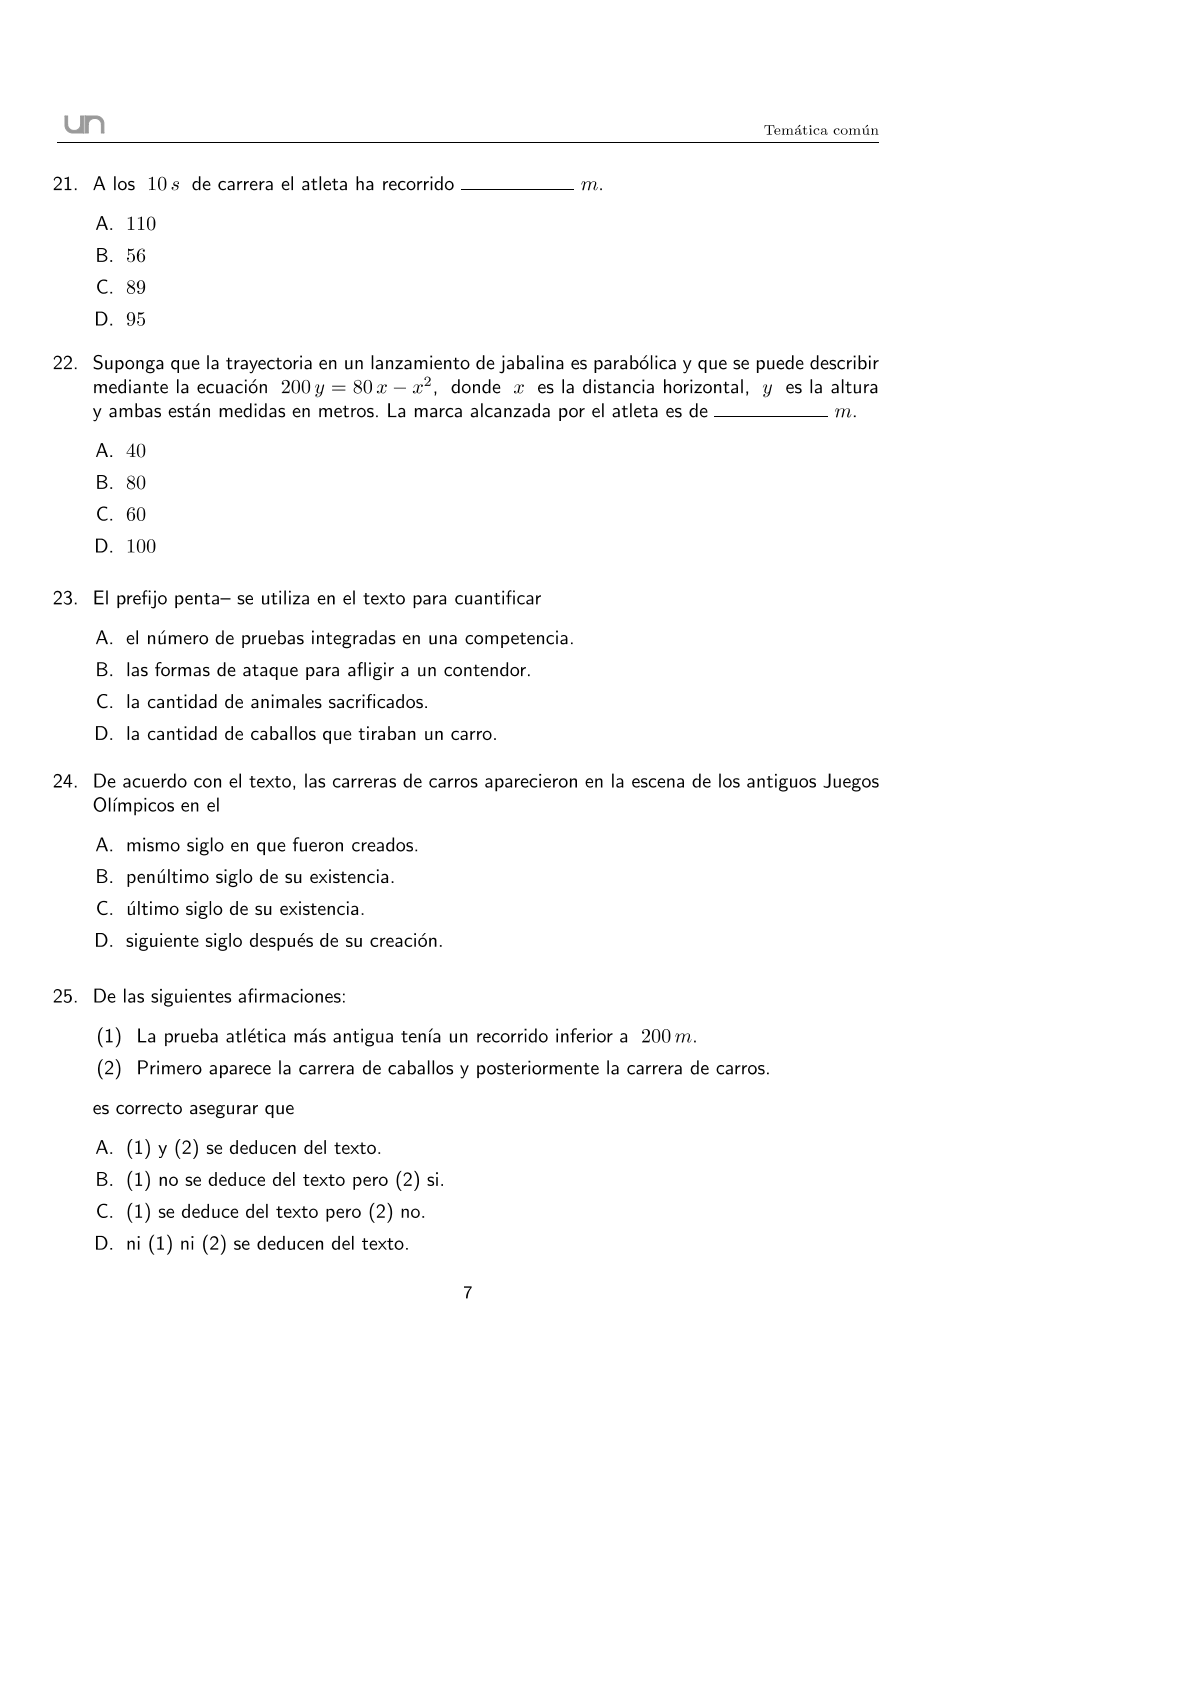 un
Temática común
21. A los 10 s de carrera el atleta ha recorrido ____________ m.
A. 110
B. 56
C. 89
D. 95
22. Suponga que la trayectoria en un lanzamiento de jabalina es parabólica y que se puede describir
mediante la ecuación 200 y = 80 x − x², donde x es la distancia horizontal, y es la altura
y ambas están medidas en metros. La marca alcanzada por el atleta es de ____________ m.
A. 40
B. 80
C. 60
D. 100
23. El prefijo penta– se utiliza en el texto para cuantificar
A. el número de pruebas integradas en una competencia.
B. las formas de ataque para afligir a un contendor.
C. la cantidad de animales sacrificados.
D. la cantidad de caballos que tiraban un carro.
24. De acuerdo con el texto, las carreras de carros aparecieron en la escena de los antiguos Juegos
Olímpicos en el
A. mismo siglo en que fueron creados.
B. penúltimo siglo de su existencia.
C. último siglo de su existencia.
D. siguiente siglo después de su creación.
25. De las siguientes afirmaciones:
(1) La prueba atlética más antigua tenía un recorrido inferior a 200 m.
(2) Primero aparece la carrera de caballos y posteriormente la carrera de carros.
es correcto asegurar que
A. (1) y (2) se deducen del texto.
B. (1) no se deduce del texto pero (2) si.
C. (1) se deduce del texto pero (2) no.
D. ni (1) ni (2) se deducen del texto.
7